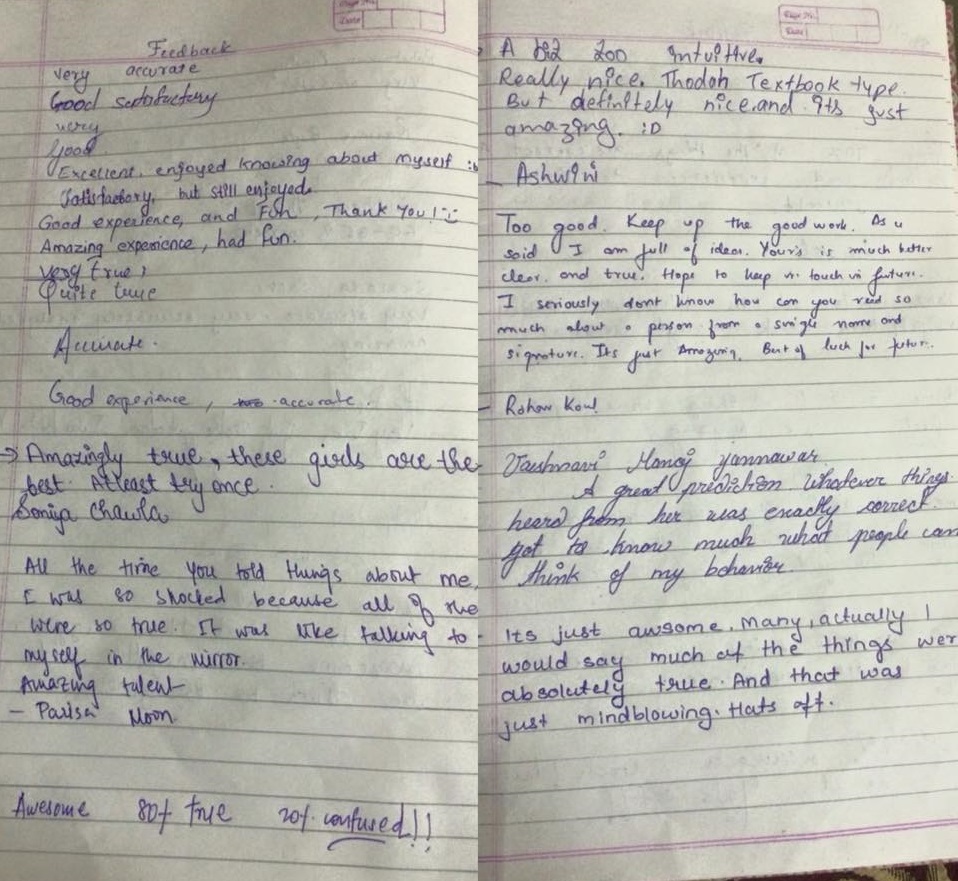 Feedback
very accurate
Good satisfactory
very
good
Excellent, enjoyed knowing about myself :)
Satisfactory, but still enjoyed.
Good experience, and Fun, Thank You!
Amazing experience, had fun.
very true,
Quite true
Accurate.
Good experience, accurate.
→ Amazingly true, these girls are the
best. Atleast try once.
Soniya Chawla
All the time you told things about me,
I was so shocked because all of the
were so true. It was like talking to
myself in the mirror.
Amazing talent
- Parisa Noon
Awesome 80% true 20% confused!!
A bit too intuitive.
Really nice. Thodoh Textbook type.
But definitely nice and its just
amazing. :D
- Ashwini
Too good. Keep up the good work. As u
said I am full of ideas. Your's is much better
clear, and true. Hope to keep in touch in future.
I seriously dont know how can you read so
much about a person from a single name and
signature. Its just Amazing. Best of luck for futur.
- Rohan Koul
Vaishnavi Manoj Yannawar
A great prediction whatever things
heard from her was exactly correct.
got to know much what people can
think of my behavior
Its just awsome, many, actually I
would say much of the things wer
absolutely true. And that was
just mindblowing. Hats off.